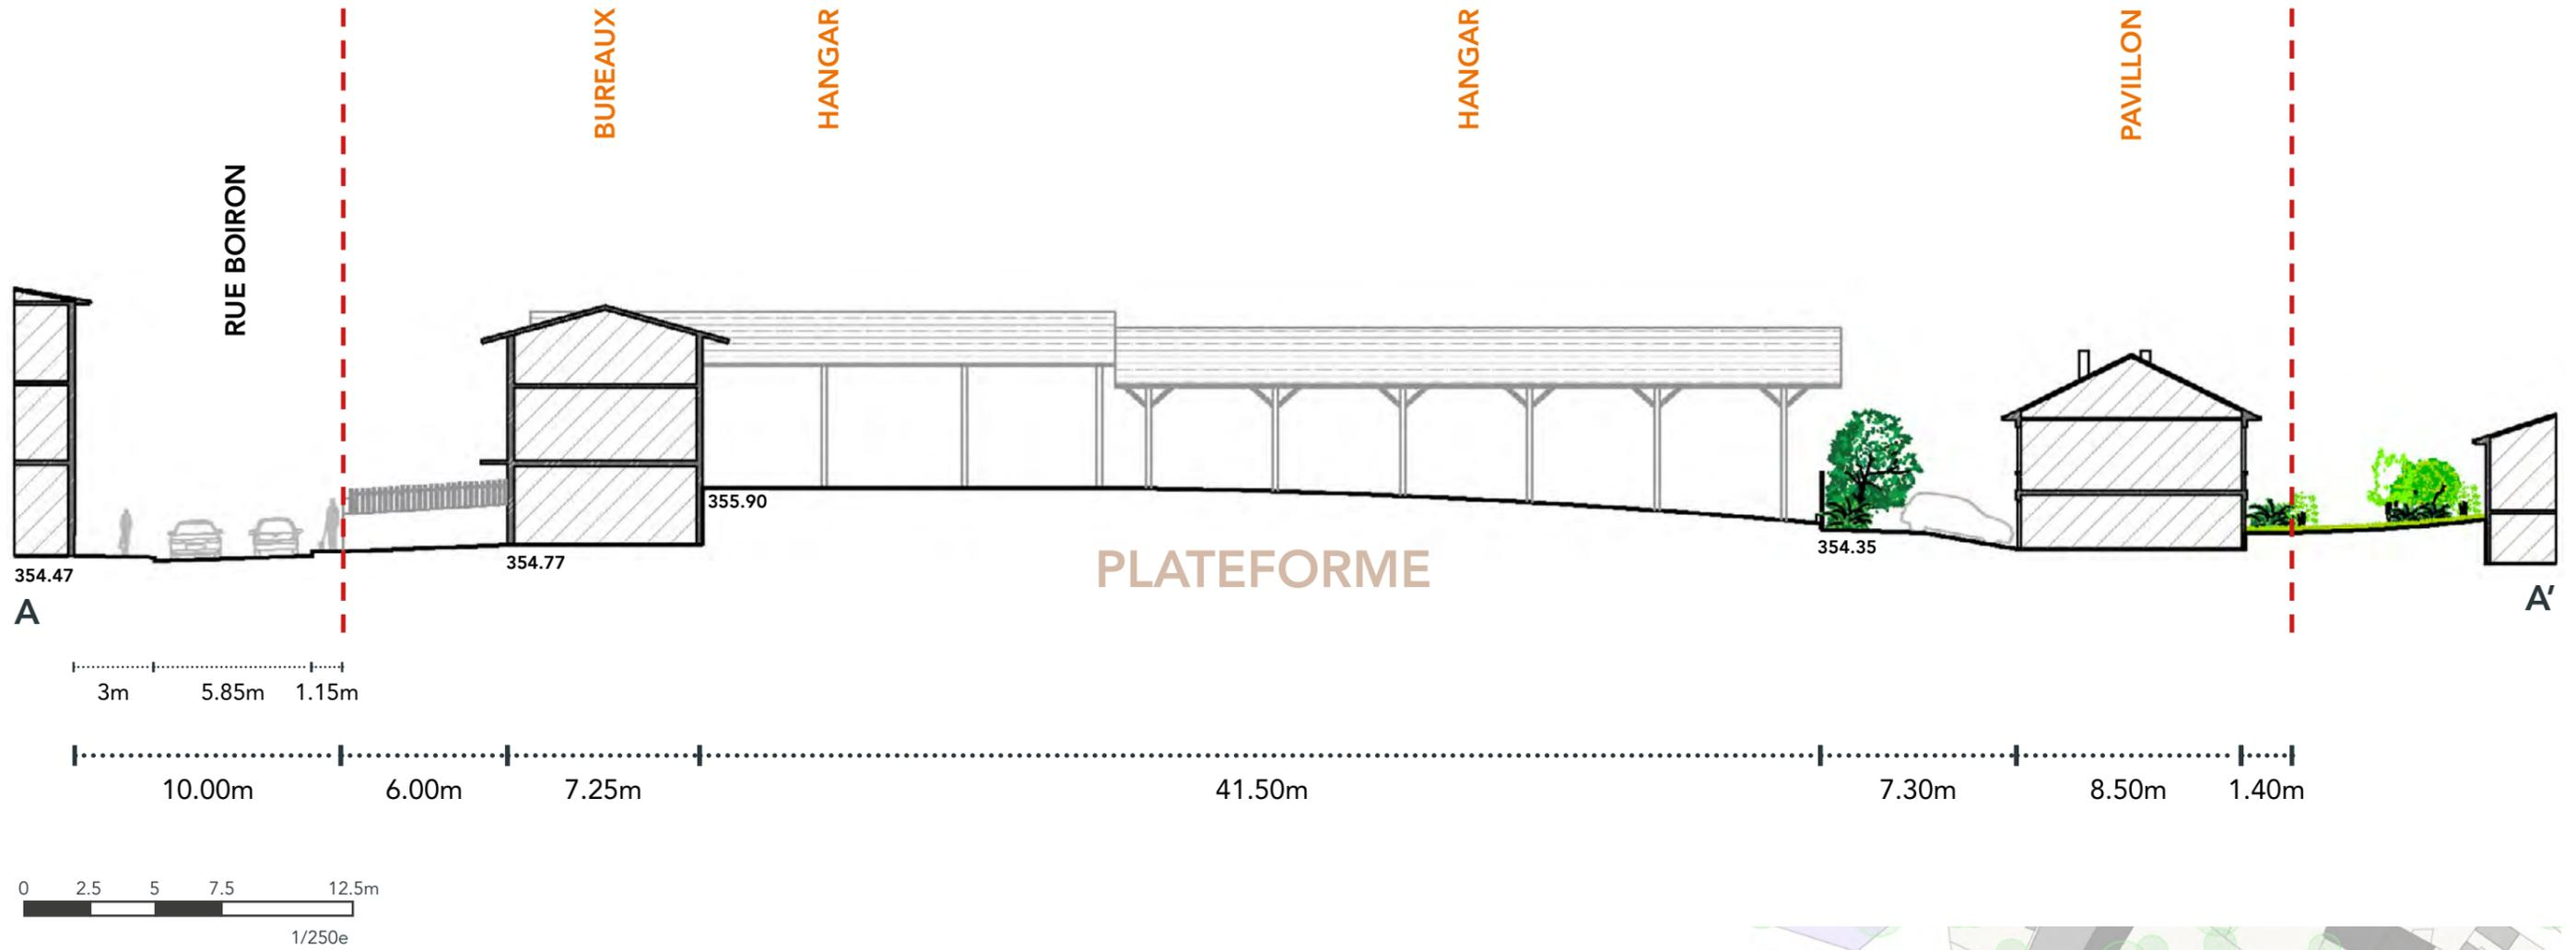 BUREAUX
HANGAR
HANGAR
PAVILLON
RUE BOIRON
355.90
354.77
354.35
354.47
PLATEFORME
A
A'
3m 5.85m 1.15m
10.00m 6.00m 7.25m 41.50m 7.30m 8.50m 1.40m
0 2.5 5 7.5 12.5m
1/250e